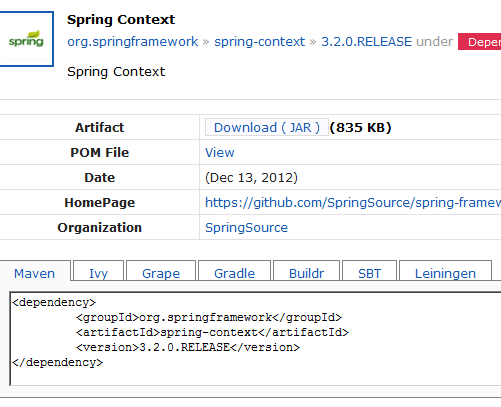 spring
Spring Context
org.springframework » spring-context » 3.2.0.RELEASE under
Spring Context
Artifact Download ( JAR ) (835 KB)
POM File View
Date (Dec 13, 2012)
HomePage https://github.com/SpringSource/spring-framew
Organization SpringSource
Maven Ivy Grape Gradle Buildr SBT Leiningen
<dependency>
<groupId>org.springframework</groupId>
<artifactId>spring-context</artifactId>
<version>3.2.0.RELEASE</version>
</dependency>